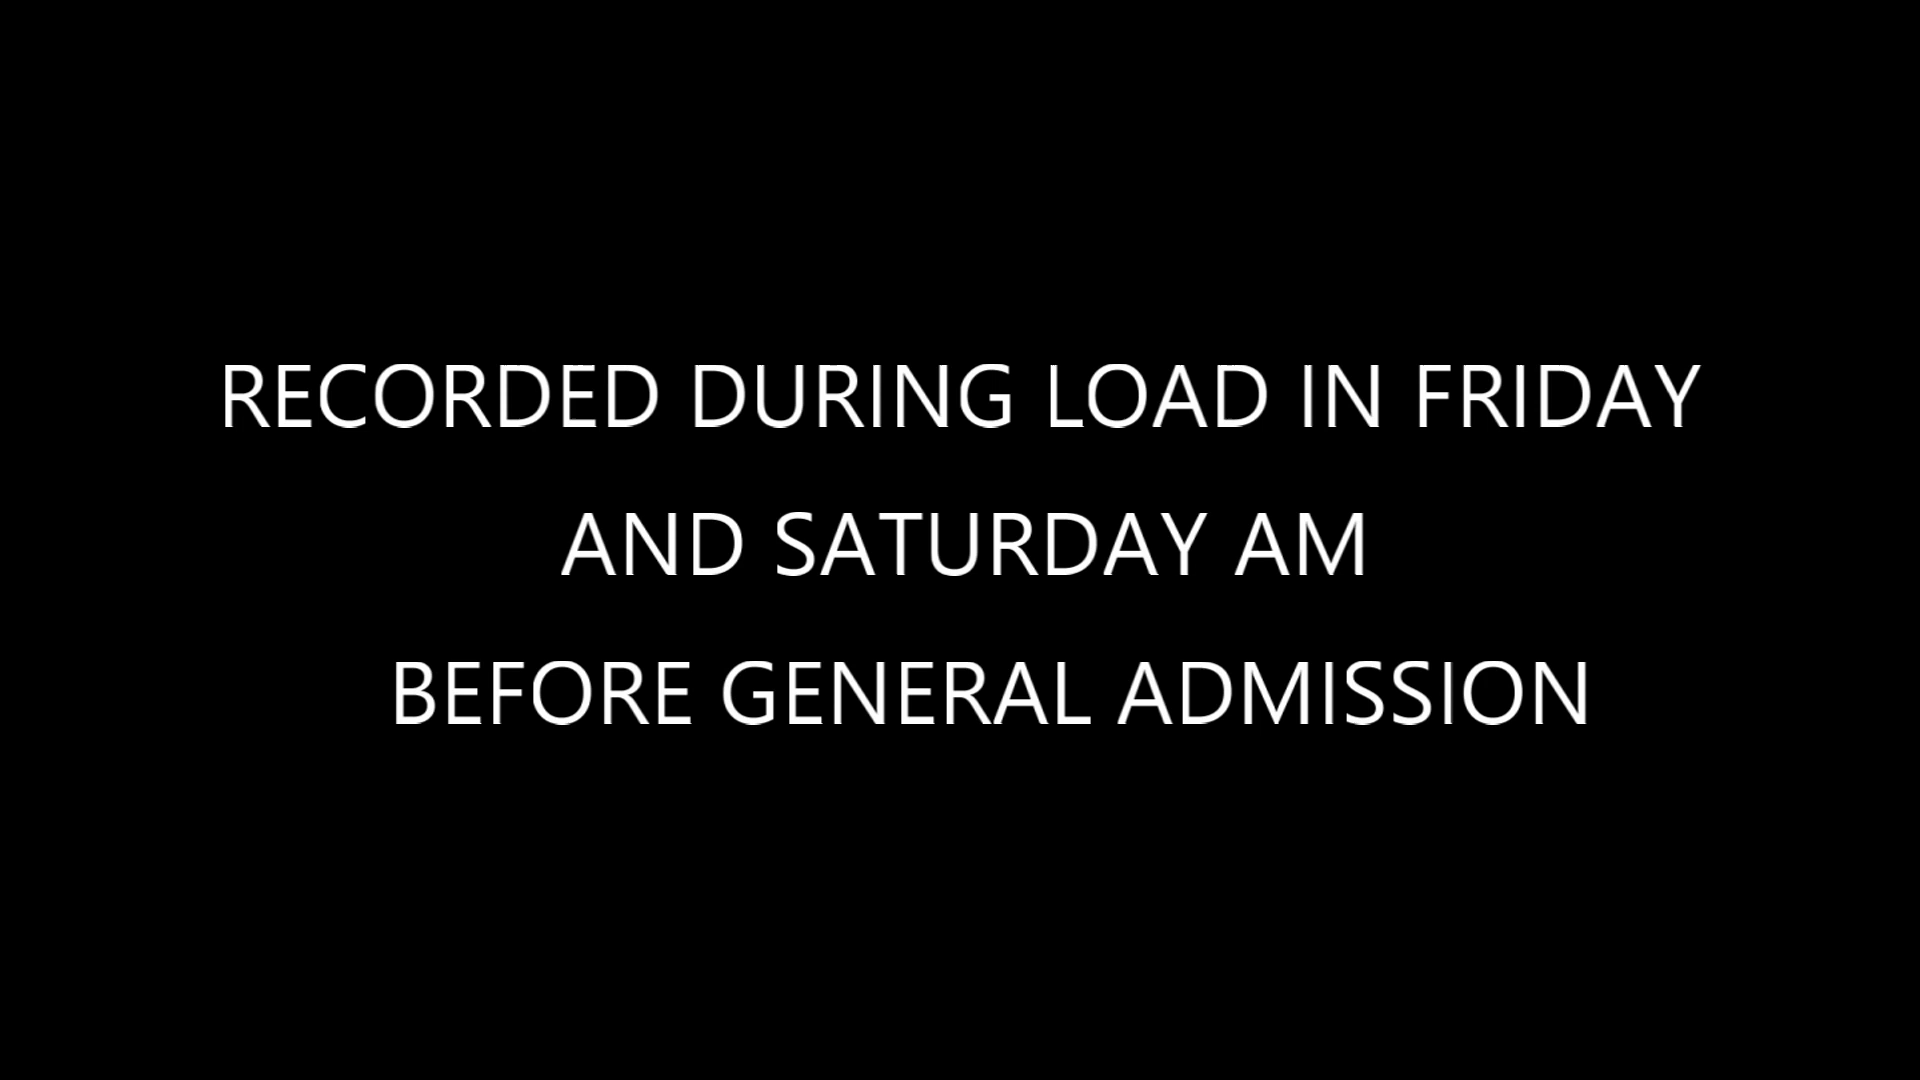 RECORDED DURING LOAD IN FRIDAY
AND SATURDAY AM
BEFORE GENERAL ADMISSION